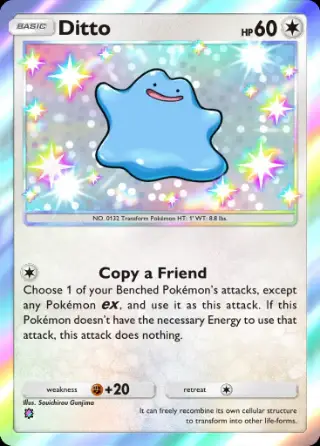 BASIC Ditto HP 60
NO. 0132 Transform Pokémon HT: 1' WT: 8.8 lbs.
Copy a Friend
Choose 1 of your Benched Pokémon's attacks, except
any Pokémon ex, and use it as this attack. If this
Pokémon doesn't have the necessary Energy to use that
attack, this attack does nothing.
weakness +20 retreat
Illus. Souichirou Gunjima
It can freely recombine its own cellular structure
to transform into other life-forms.